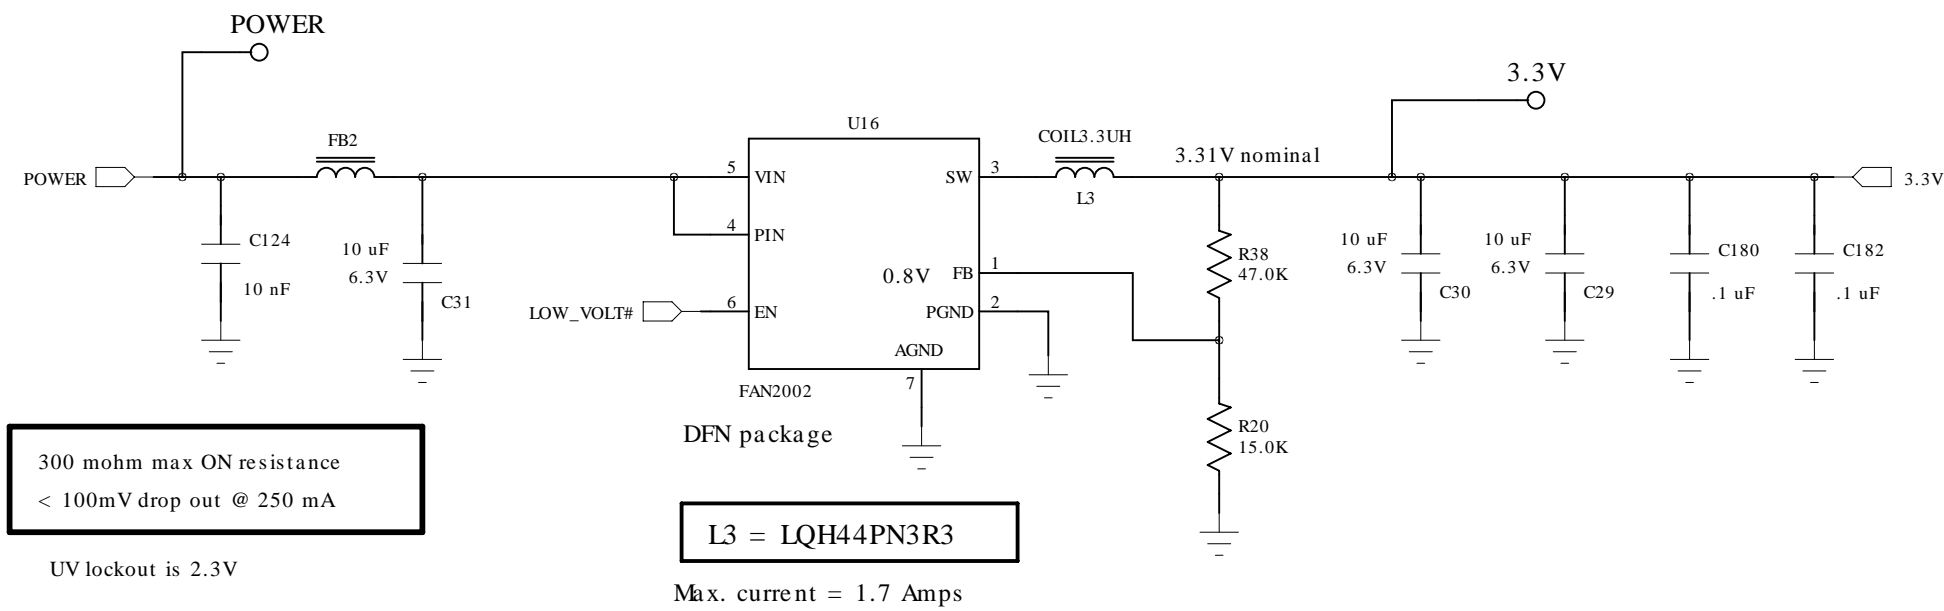 POWER
3.3V
U16
FB2
COIL3.3UH
3.31V nominal
POWER
5
VIN
SW
3
L3
3.3V
4
PIN
C124
10 nF
10 uF
6.3V
C31
0.8V
FB
1
R38
47.0K
10 uF
6.3V
C30
10 uF
6.3V
C29
C180
.1 uF
C182
.1 uF
LOW_VOLT#
6
EN
PGND
2
AGND
7
FAN2002
DFN package
R20
15.0K
300 mohm max ON resistance
< 100mV drop out @ 250 mA
UV lockout is 2.3V
L3 = LQH44PN3R3
Max. current = 1.7 Amps